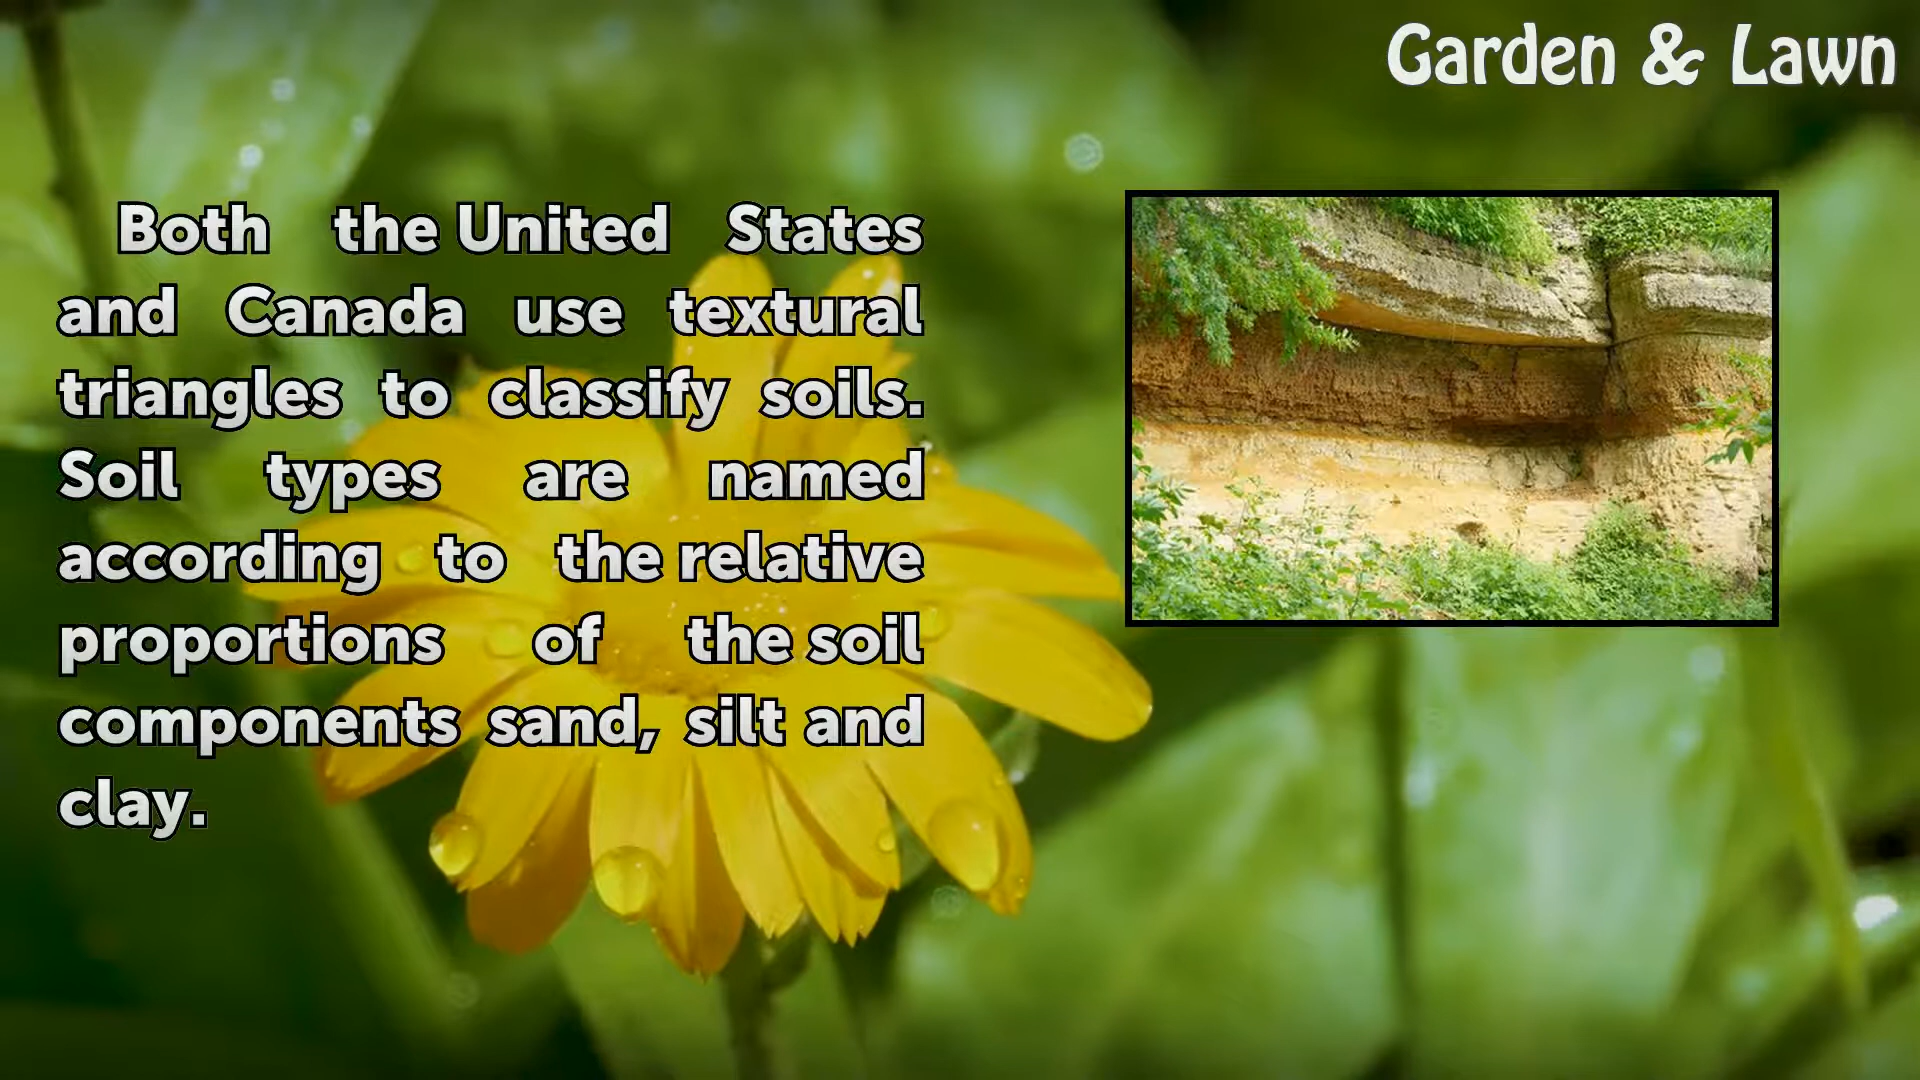 Garden & Lawn
Both the United States
and Canada use textural
triangles to classify soils.
Soil types are named
according to the relative
proportions of the soil
components sand, silt and
clay.